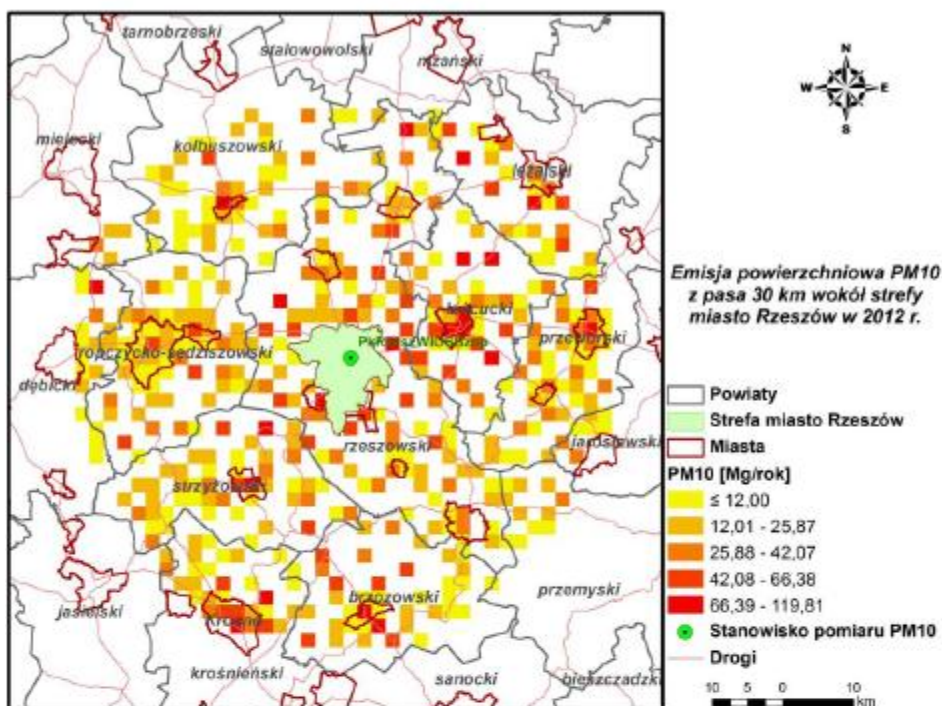 tarnobrzeski
stalowowolski
niżański
N
W E
S
mielecki
kolbuszowski
leżajski
Emisja powierzchniowa PM10
z pasa 30 km wokół strefy
miasto Rzeszów w 2012 r.
łańcucki
przeworski
ropczycko-sędziszowski
dębicki
Powiaty
Strefa miasto Rzeszów
rzeszowski
jarosławski
Miasta
PM10 [Mg/rok]
strzyżowski
≤ 12,00
12,01 - 25,87
25,88 - 42,07
42,08 - 66,38
66,39 - 119,81
przemyski
jasielski
Krosno
brzozowski
Stanowisko pomiaru PM10
Drogi
krośnieński
sanocki
bieszczadzki
10 5 0 10
km